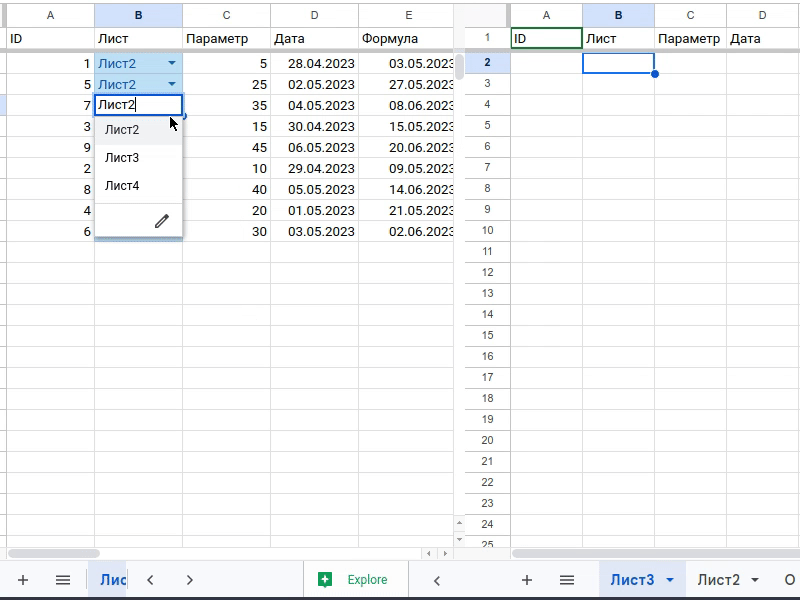 A B C D E A B C D
ID Лист Параметр Дата Формула 1 ID Лист Параметр Дата
1 Лист2 5 28.04.2023 03.05.2023 2
5 Лист2 25 02.05.2023 27.05.2023 3
7 Лист2 35 04.05.2023 08.06.2023 4
3 Лист2 15 30.04.2023 15.05.2023 5
9 45 06.05.2023 20.06.2023 6
2 Лист3 10 29.04.2023 09.05.2023 7
8 Лист4 40 05.05.2023 14.06.2023 8
4 20 01.05.2023 21.05.2023 9
6 30 03.05.2023 02.06.2023 10
11
12
13
14
15
16
17
18
19
20
21
22
23
24
25
+ Лис Explore + Лист3 Лист2 О